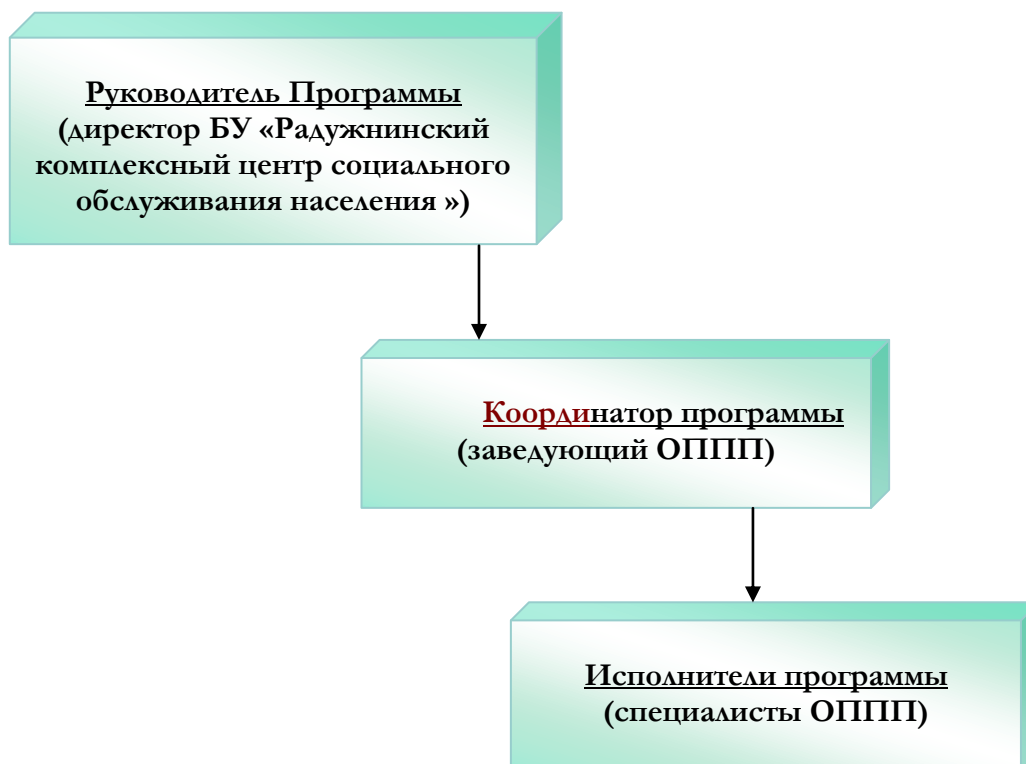 Руководитель Программы
(директор БУ «Радужнинский
комплексный центр социального
обслуживания населения »)
Координатор программы
(заведующий ОППП)
Исполнители программы
(специалисты ОППП)